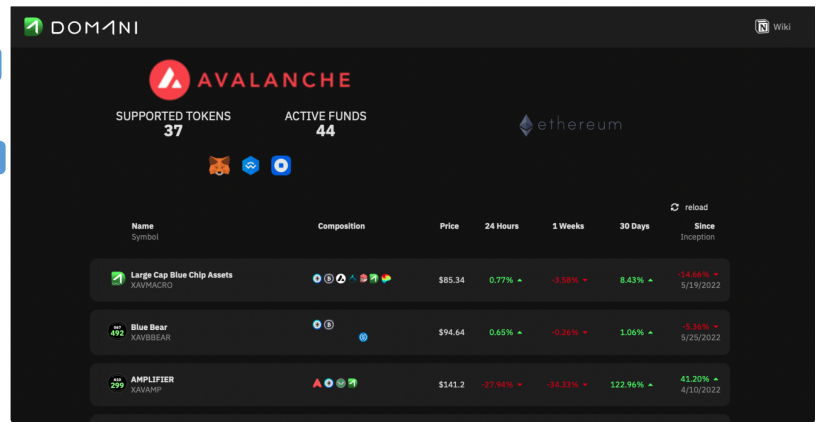 DOMANI
Wiki
AVALANCHE
SUPPORTED TOKENS
37
ACTIVE FUNDS
44
ethereum
reload
Name
Symbol
Composition
Price
24 Hours
1 Weeks
30 Days
Since
Inception
Large Cap Blue Chip Assets
XAVMACRO
$85.34
0.77%
-3.58%
8.43%
-14.66%
5/19/2022
492
Blue Bear
XAVBBEAR
$94.64
0.65%
-0.26%
1.06%
-5.36%
5/25/2022
299
AMPLIFIER
XAVAMP
$141.2
-27.94%
-34.33%
122.96%
41.20%
4/10/2022